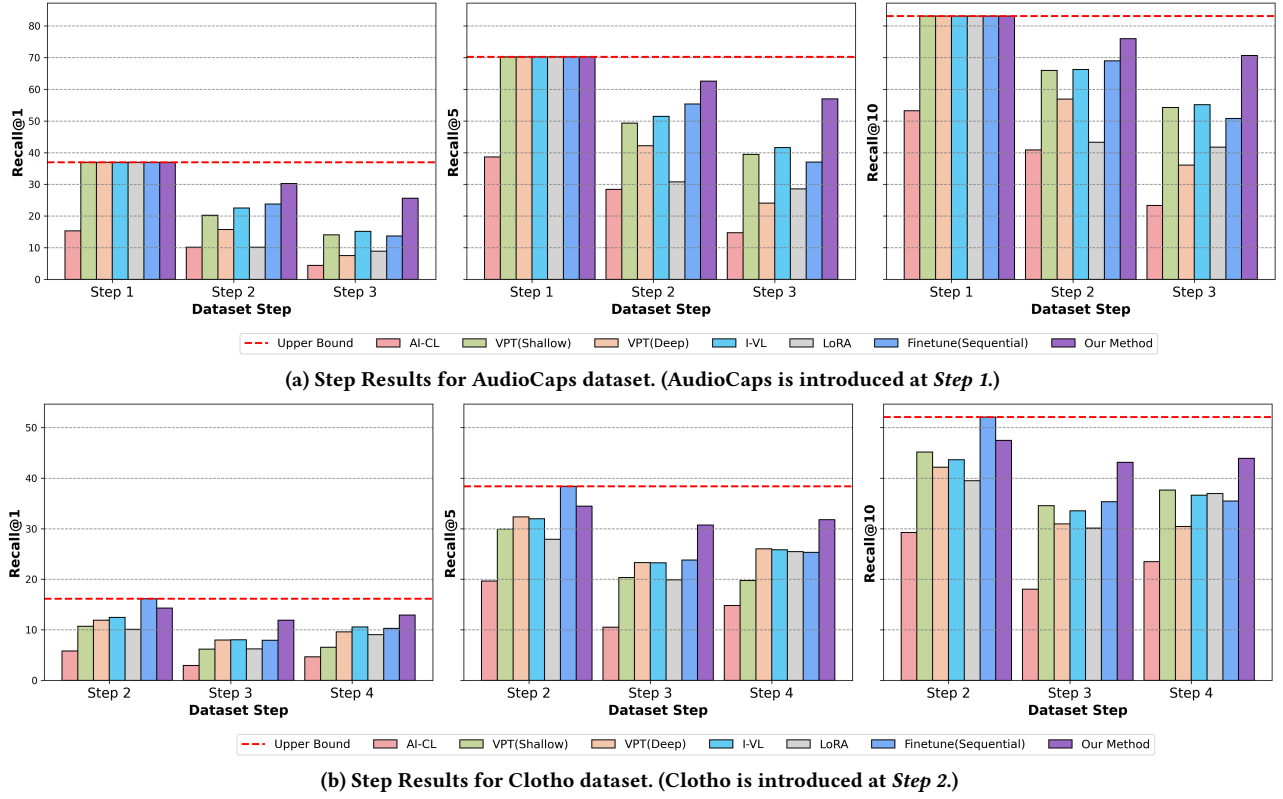 80
70
60
50
40
30
20
10
0
Recall@1
Step 1 Step 2 Step 3
Dataset Step
Recall@5
Step 1 Step 2 Step 3
Dataset Step
Recall@10
Step 1 Step 2 Step 3
Dataset Step
Upper Bound AI-CL VPT(Shallow) VPT(Deep) I-VL LoRA Finetune(Sequential) Our Method
(a) Step Results for AudioCaps dataset. (AudioCaps is introduced at Step 1.)
50
40
30
20
10
0
Recall@1
Step 2 Step 3 Step 4
Dataset Step
Recall@5
Step 2 Step 3 Step 4
Dataset Step
Recall@10
Step 2 Step 3 Step 4
Dataset Step
Upper Bound AI-CL VPT(Shallow) VPT(Deep) I-VL LoRA Finetune(Sequential) Our Method
(b) Step Results for Clotho dataset. (Clotho is introduced at Step 2.)